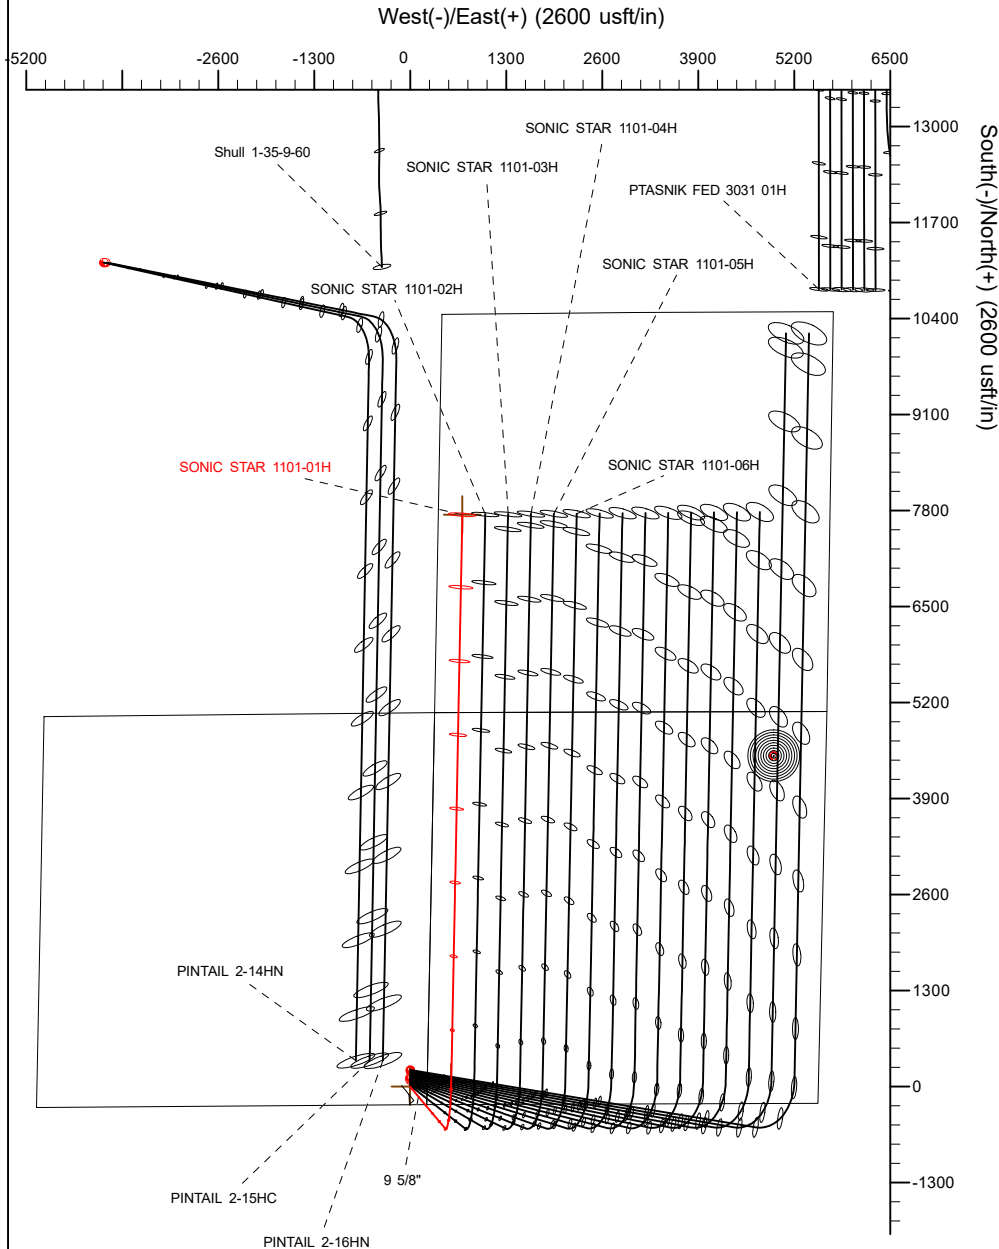 West(-)/East(+) (2600 usft/in)
-5200 -2600 -1300 0 1300 2600 3900 5200 6500
South(-)/North(+) (2600 usft/in)
13000
11700
10400
9100
7800
6500
5200
3900
2600
1300
0
-1300
SONIC STAR 1101-04H
Shull 1-35-9-60
SONIC STAR 1101-03H
PTASNIK FED 3031 01H
SONIC STAR 1101-05H
SONIC STAR 1101-02H
SONIC STAR 1101-01H
SONIC STAR 1101-06H
PINTAIL 2-14HN
9 5/8"
PINTAIL 2-15HC
PINTAIL 2-16HN